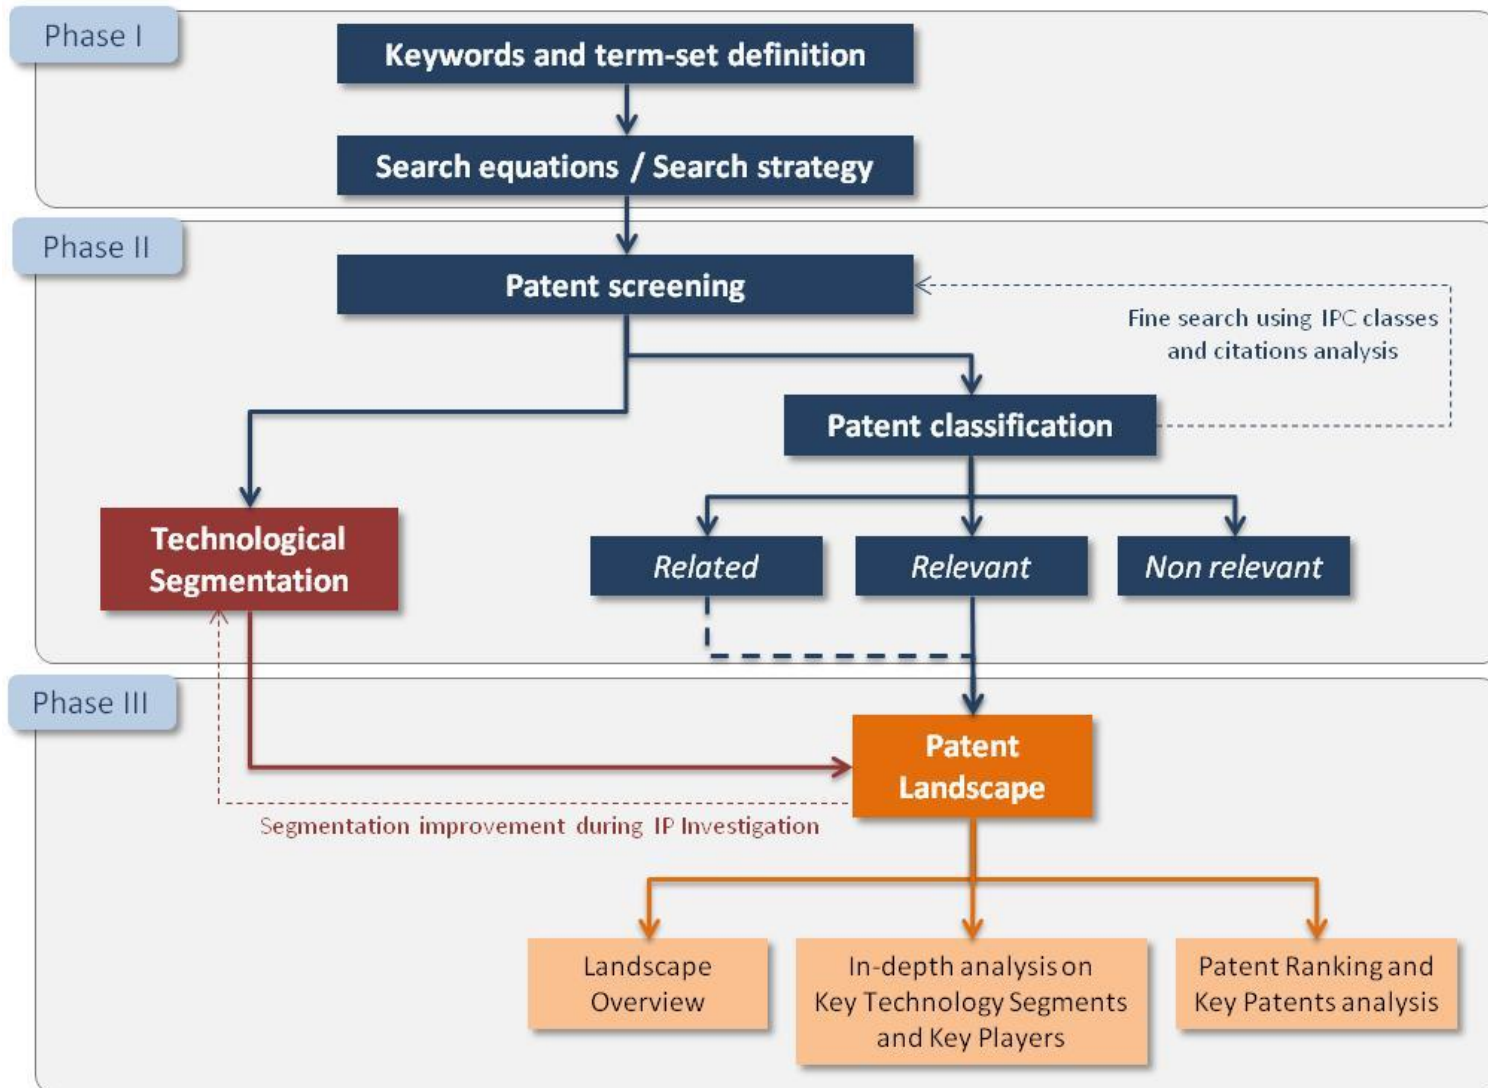 Phase I
Keywords and term-set definition
Search equations / Search strategy
Phase II
Patent screening
Fine search using IPC classes
and citations analysis
Patent classification
Technological
Segmentation
Related
Relevant
Non relevant
Phase III
Patent
Landscape
Segmentation improvement during IP Investigation
Landscape
Overview
In-depth analysis on
Key Technology Segments
and Key Players
Patent Ranking and
Key Patents analysis